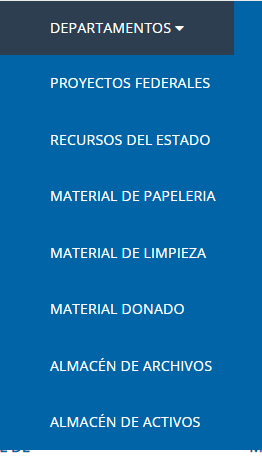 DEPARTAMENTOS
PROYECTOS FEDERALES
RECURSOS DEL ESTADO
MATERIAL DE PAPELERIA
MATERIAL DE LIMPIEZA
MATERIAL DONADO
ALMACÉN DE ARCHIVOS
ALMACÉN DE ACTIVOS